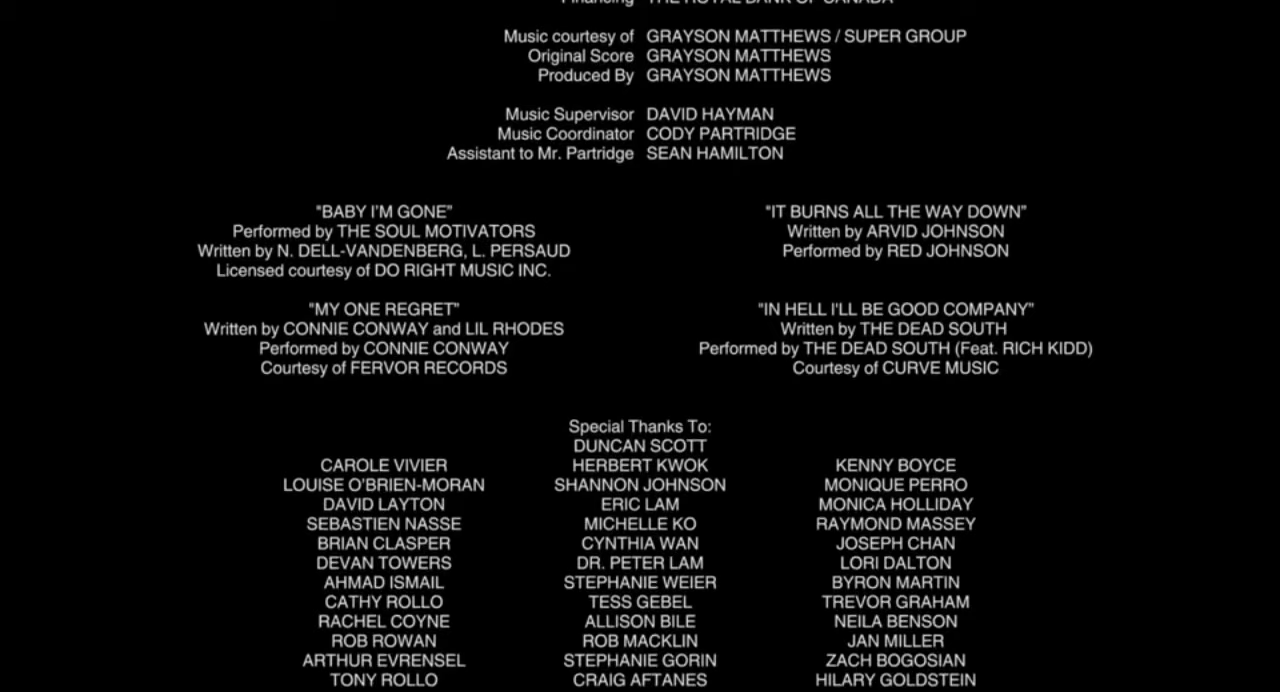 Financing THE ROYAL BANK OF CANADA
Music courtesy of GRAYSON MATTHEWS / SUPER GROUP
Original Score GRAYSON MATTHEWS
Produced By GRAYSON MATTHEWS
Music Supervisor DAVID HAYMAN
Music Coordinator CODY PARTRIDGE
Assistant to Mr. Partridge SEAN HAMILTON
"BABY I'M GONE"
Performed by THE SOUL MOTIVATORS
Written by N. DELL-VANDENBERG, L. PERSAUD
Licensed courtesy of DO RIGHT MUSIC INC.
"IT BURNS ALL THE WAY DOWN"
Written by ARVID JOHNSON
Performed by RED JOHNSON
"MY ONE REGRET"
Written by CONNIE CONWAY and LIL RHODES
Performed by CONNIE CONWAY
Courtesy of FERVOR RECORDS
"IN HELL I'LL BE GOOD COMPANY"
Written by THE DEAD SOUTH
Performed by THE DEAD SOUTH (Feat. RICH KIDD)
Courtesy of CURVE MUSIC
Special Thanks To:
DUNCAN SCOTT
CAROLE VIVIER HERBERT KWOK KENNY BOYCE
LOUISE O'BRIEN-MORAN SHANNON JOHNSON MONIQUE PERRO
DAVID LAYTON ERIC LAM MONICA HOLLIDAY
SEBASTIEN NASSE MICHELLE KO RAYMOND MASSEY
BRIAN CLASPER CYNTHIA WAN JOSEPH CHAN
DEVAN TOWERS DR. PETER LAM LORI DALTON
AHMAD ISMAIL STEPHANIE WEIER BYRON MARTIN
CATHY ROLLO TESS GEBEL TREVOR GRAHAM
RACHEL COYNE ALLISON BILE NEILA BENSON
ROB ROWAN ROB MACKLIN JAN MILLER
ARTHUR EVRENSEL STEPHANIE GORIN ZACH BOGOSIAN
TONY ROLLO CRAIG AFTANES HILARY GOLDSTEIN